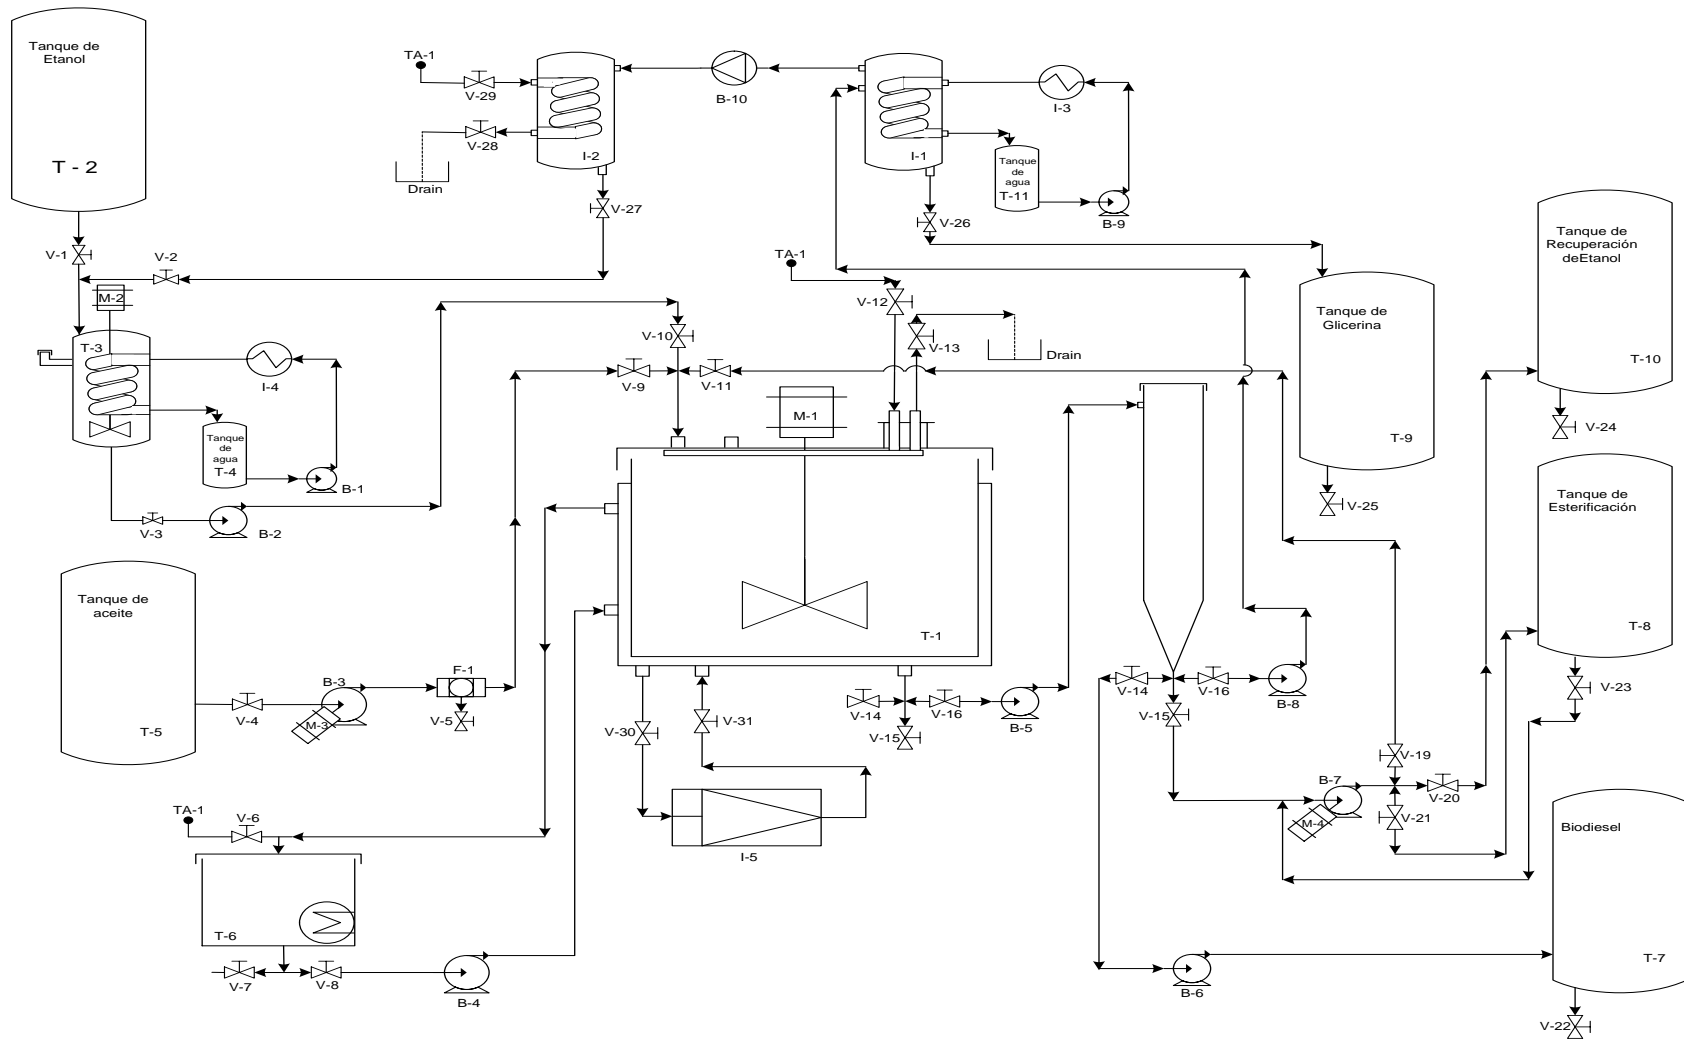 Tanque de
Etanol
T - 2
TA-1
V-29
V-28
Drain
I-2
V-27
B-10
I-1
I-3
Tanque
de
agua
T-11
B-9
V-26
V-1
V-2
M-2
T-3
I-4
Tanque
de
agua
T-4
B-1
V-3
B-2
TA-1
V-12
V-13
Drain
V-10
V-9
V-11
M-1
T-1
Tanque de
Glicerina
T-9
V-25
Tanque de
Recuperación
deEtanol
T-10
V-24
Tanque de
Esterificación
T-8
V-23
Tanque de
aceite
T-5
V-4
B-3
M-3
F-1
V-5
V-30
V-31
I-5
V-14
V-16
V-15
B-5
V-14
V-16
V-15
B-8
V-19
B-7
M-4
V-20
V-21
TA-1
V-6
T-6
V-7
V-8
B-4
B-6
Biodiesel
T-7
V-22